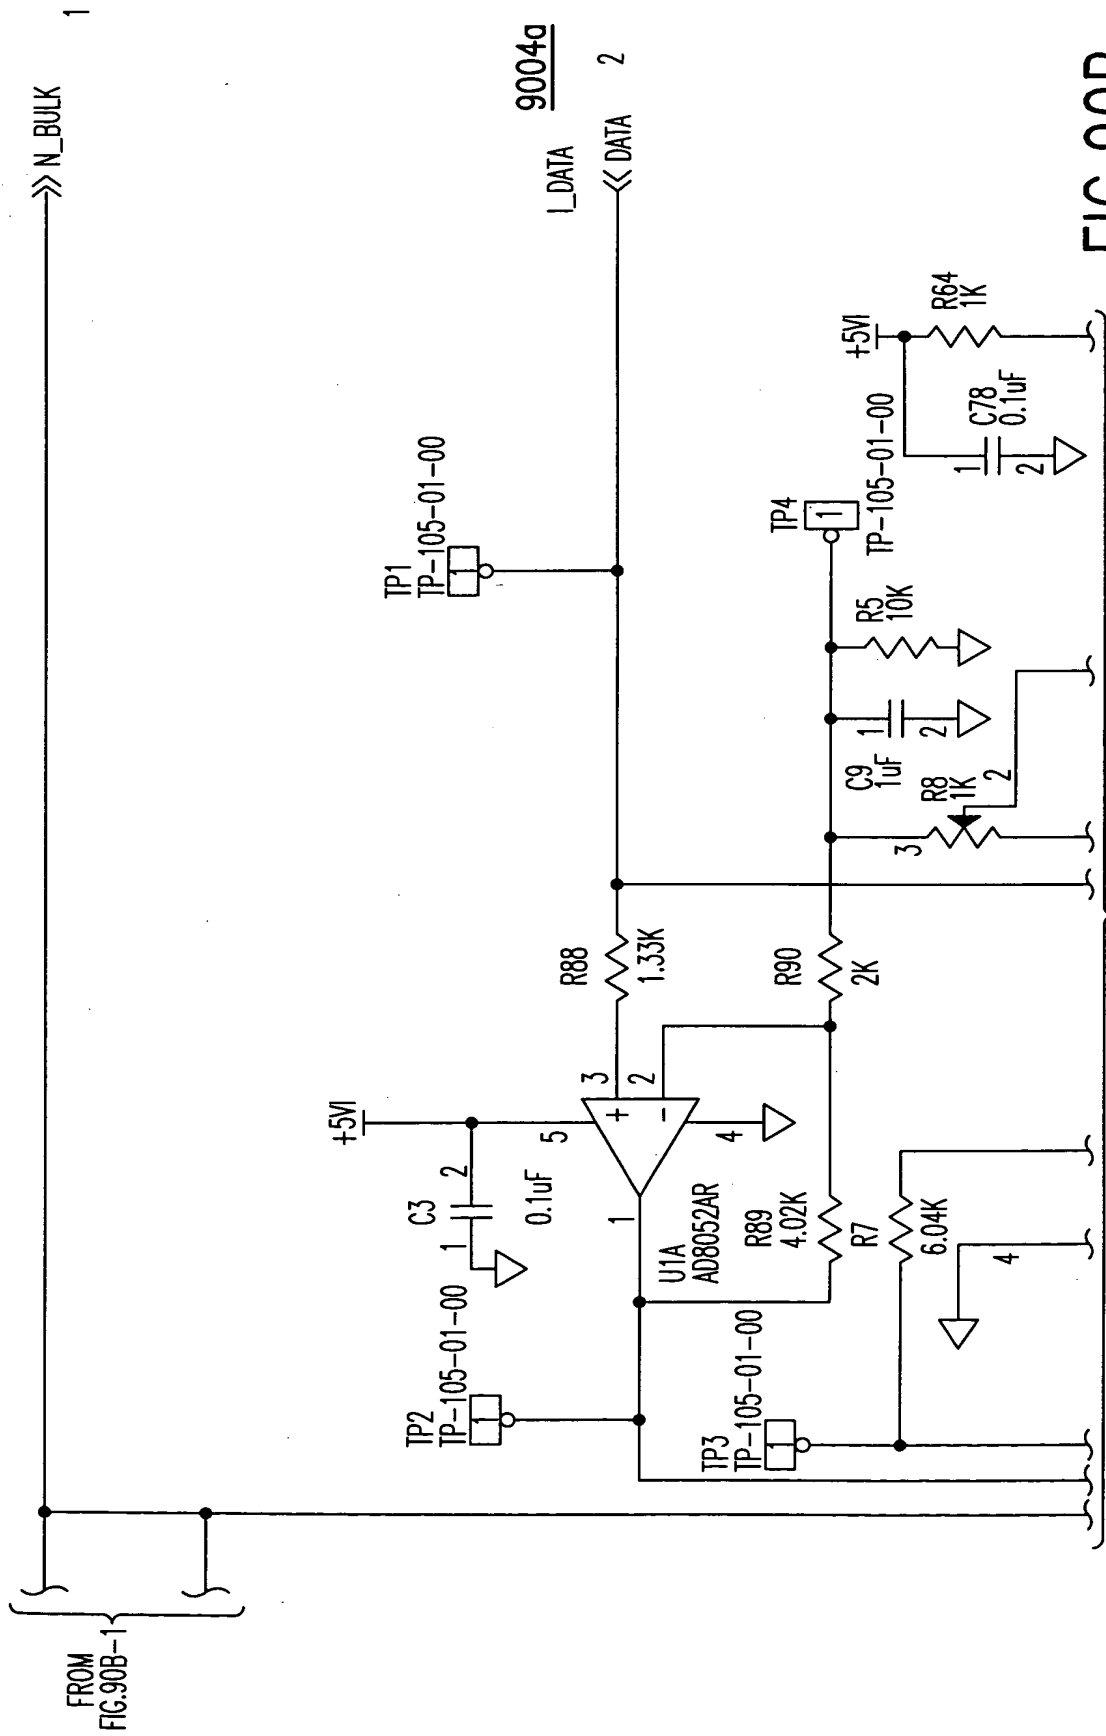 N_BULK
1
FROM
FIG.90B-1
9004a
I_DATA
DATA
2
TP1
TP-105-01-00
1
+5VI
C3
1
2
0.1uF
TP2
TP-105-01-00
1
5
3
+
2
-
4
1
U1A
AD8052AR
R88
1.33K
R90
2K
R89
4.02K
R7
6.04K
TP3
TP-105-01-00
1
4
TP4
1
TP-105-01-00
R5
10K
C9
1uF
1
2
R8
1K
3
2
+5VI
C78
0.1uF
1
2
R64
1K